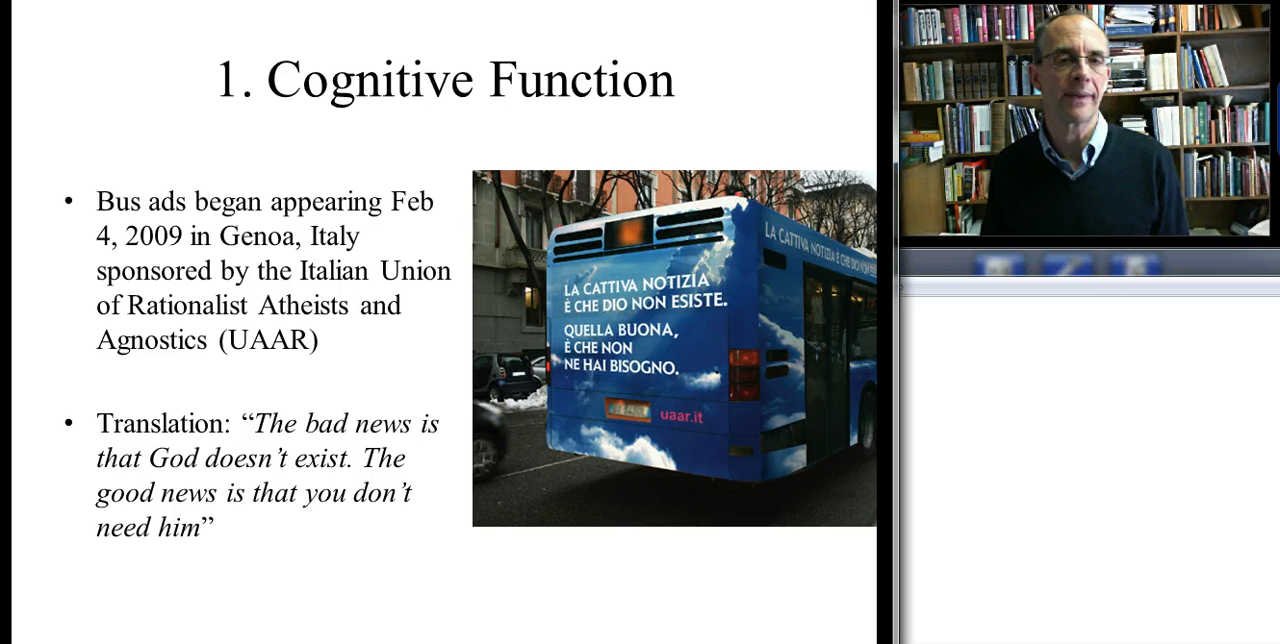 1. Cognitive Function
• Bus ads began appearing Feb
4, 2009 in Genoa, Italy
sponsored by the Italian Union
of Rationalist Atheists and
Agnostics (UAAR)
• Translation: “The bad news is
that God doesn’t exist. The
good news is that you don’t
need him”
LA CATTIVA NOTIZIA
È CHE DIO NON ESISTE.
QUELLA BUONA,
È CHE NON
NE HAI BISOGNO.
uaar.it
LA CATTIVA NOTIZIA È CHE DIO NON